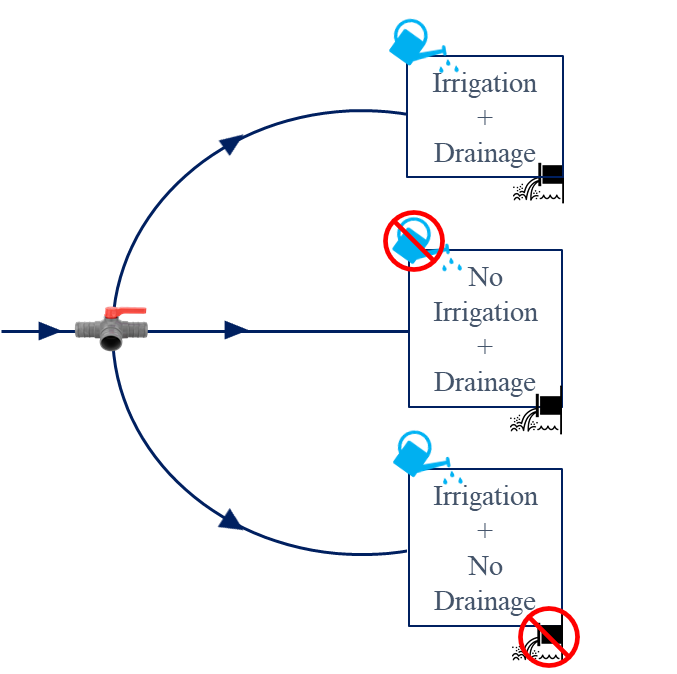 Irrigation
+
Drainage
No
Irrigation
+
Drainage
Irrigation
+
No
Drainage